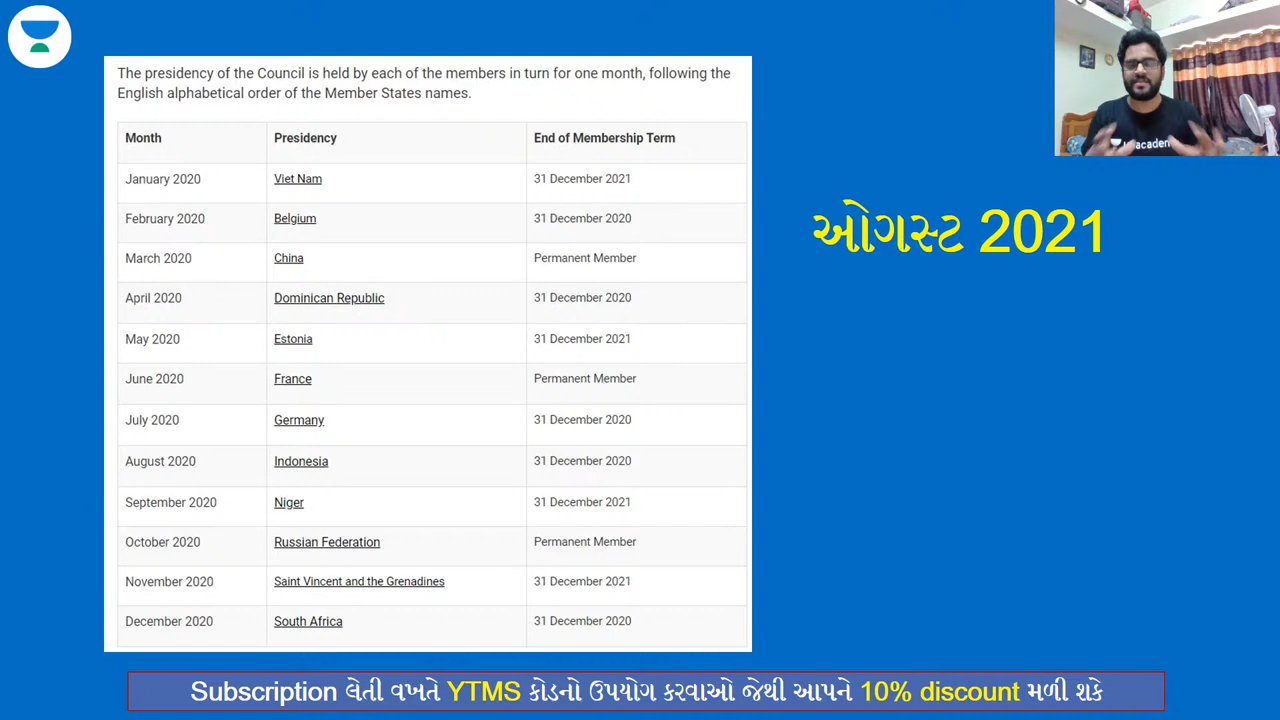 The presidency of the Council is held by each of the members in turn for one month, following the
English alphabetical order of the Member States names.
Month Presidency End of Membership Term
January 2020 Viet Nam 31 December 2021
February 2020 Belgium 31 December 2020
March 2020 China Permanent Member
April 2020 Dominican Republic 31 December 2020
May 2020 Estonia 31 December 2021
June 2020 France Permanent Member
July 2020 Germany 31 December 2020
August 2020 Indonesia 31 December 2020
September 2020 Niger 31 December 2021
October 2020 Russian Federation Permanent Member
November 2020 Saint Vincent and the Grenadines 31 December 2021
December 2020 South Africa 31 December 2020
ઓગસ્ટ 2021
Subscription લેતી વખતે YTMS કોડનો ઉપયોગ કરવાઓ જેથી આપને 10% discount મળી શકે